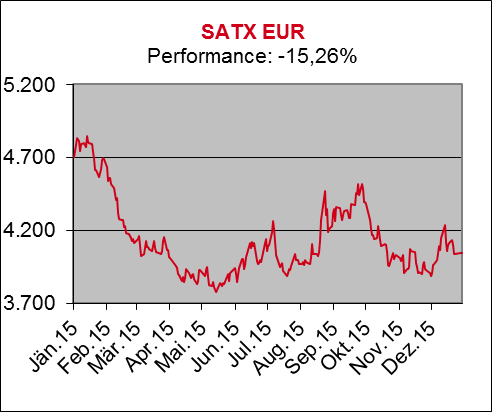 SATX EUR
Performance: -15,26%
5.200
4.700
4.200
3.700
Jän.15
Feb.15
Mär.15
Apr.15
Mai.15
Jun.15
Jul.15
Aug.15
Sep.15
Okt.15
Nov.15
Dez.15